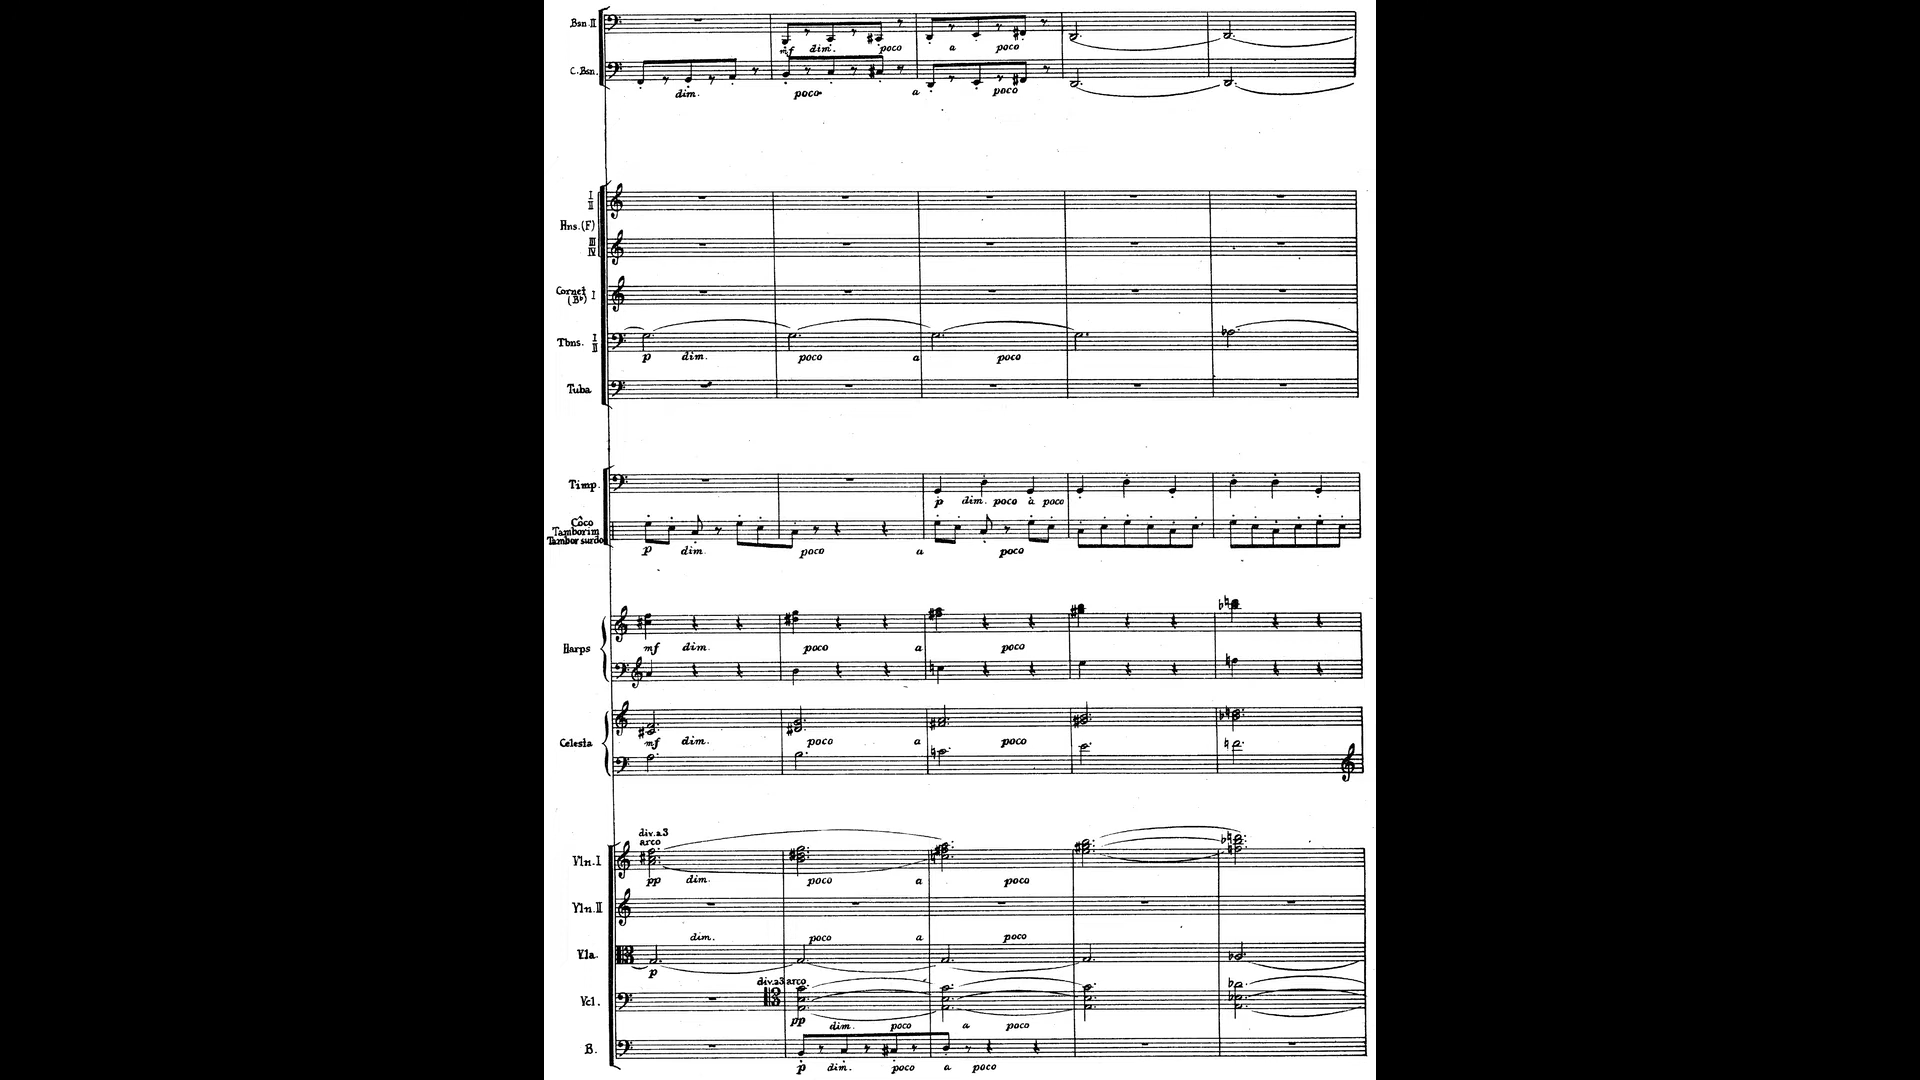 Bsn. II
mf dim. poco a poco
C. Bsn.
dim. poco a poco
I
II
Hns. (F)
III
IV
Cornet I
(B♭)
Tbns. I
II
p dim. poco a poco
Tuba
Timp.
p dim. poco à poco
Côco
Tamborim
Tambor surdo
p dim. poco a poco
Harps
mf dim. poco a poco
Celesta
mf dim. poco a poco
div. a 3
arco
Vln. I
pp dim. poco a poco
Vln. II
dim. poco a poco
Vla.
p
div. a 3 arco
Vcl.
pp dim. poco a poco
B.
p dim. poco a poco